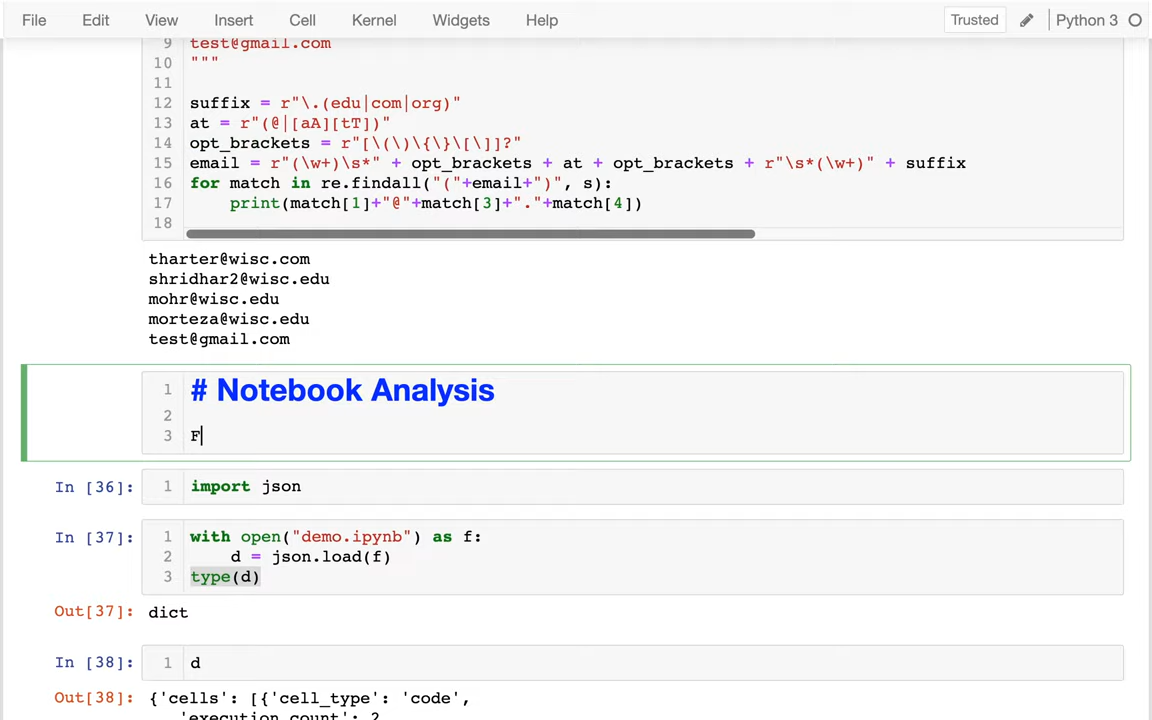 File Edit View Insert Cell Kernel Widgets Help Trusted Python 3
9 test@gmail.com
10 """
11
12 suffix = r"\.(edu|com|org)"
13 at = r"(@|[aA][tT])"
14 opt_brackets = r"[\(\)\{\}\[\]]?"
15 email = r"(\w+)\s*" + opt_brackets + at + opt_brackets + r"\s*(\w+)" + suffix
16 for match in re.findall("("+email+")", s):
17     print(match[1]+"@"+match[3]+"."+match[4])
18
tharter@wisc.com
shridhar2@wisc.edu
mohr@wisc.edu
morteza@wisc.edu
test@gmail.com
1 # Notebook Analysis
2
3 F
In [36]: 1 import json
In [37]: 1 with open("demo.ipynb") as f:
2     d = json.load(f)
3 type(d)
Out[37]: dict
In [38]: 1 d
Out[38]: {'cells': [{'cell_type': 'code',
'execution_count': 2